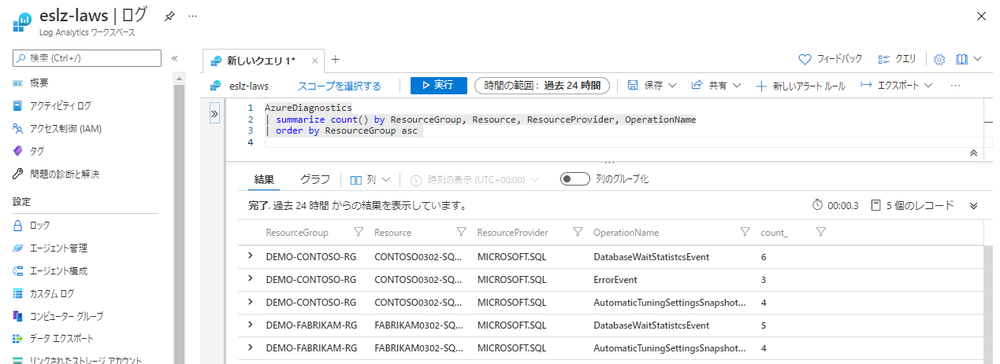 eslz-laws | ログ
Log Analytics ワークスペース
検索 (Ctrl+/)
概要
アクティビティ ログ
アクセス制御 (IAM)
タグ
問題の診断と解決
設定
ロック
エージェント管理
エージェント構成
カスタム ログ
コンピューター グループ
データ エクスポート
リンクされたストレージ アカウント
新しいクエリ 1*
フィードバック
クエリ
eslz-laws スコープを選択する 実行 時間の範囲 : 過去 24 時間 保存 共有 新しいアラート ルール エクスポート
1 AzureDiagnostics
2 | summarize count() by ResourceGroup, Resource, ResourceProvider, OperationName
3 | order by ResourceGroup asc
4
結果 グラフ 列 時刻の表示 (UTC+00:00) 列のグループ化
完了. 過去 24 時間 からの結果を表示しています。 00:00.3 5 個のレコード
ResourceGroup Resource ResourceProvider OperationName count_
DEMO-CONTOSO-RG CONTOSO0302-SQ... MICROSOFT.SQL DatabaseWaitStatistcsEvent 6
DEMO-CONTOSO-RG CONTOSO0302-SQ... MICROSOFT.SQL ErrorEvent 3
DEMO-CONTOSO-RG CONTOSO0302-SQ... MICROSOFT.SQL AutomaticTuningSettingsSnapshot... 4
DEMO-FABRIKAM-RG FABRIKAM0302-SQ... MICROSOFT.SQL DatabaseWaitStatistcsEvent 5
DEMO-FABRIKAM-RG FABRIKAM0302-SQ... MICROSOFT.SQL AutomaticTuningSettingsSnapshot... 4